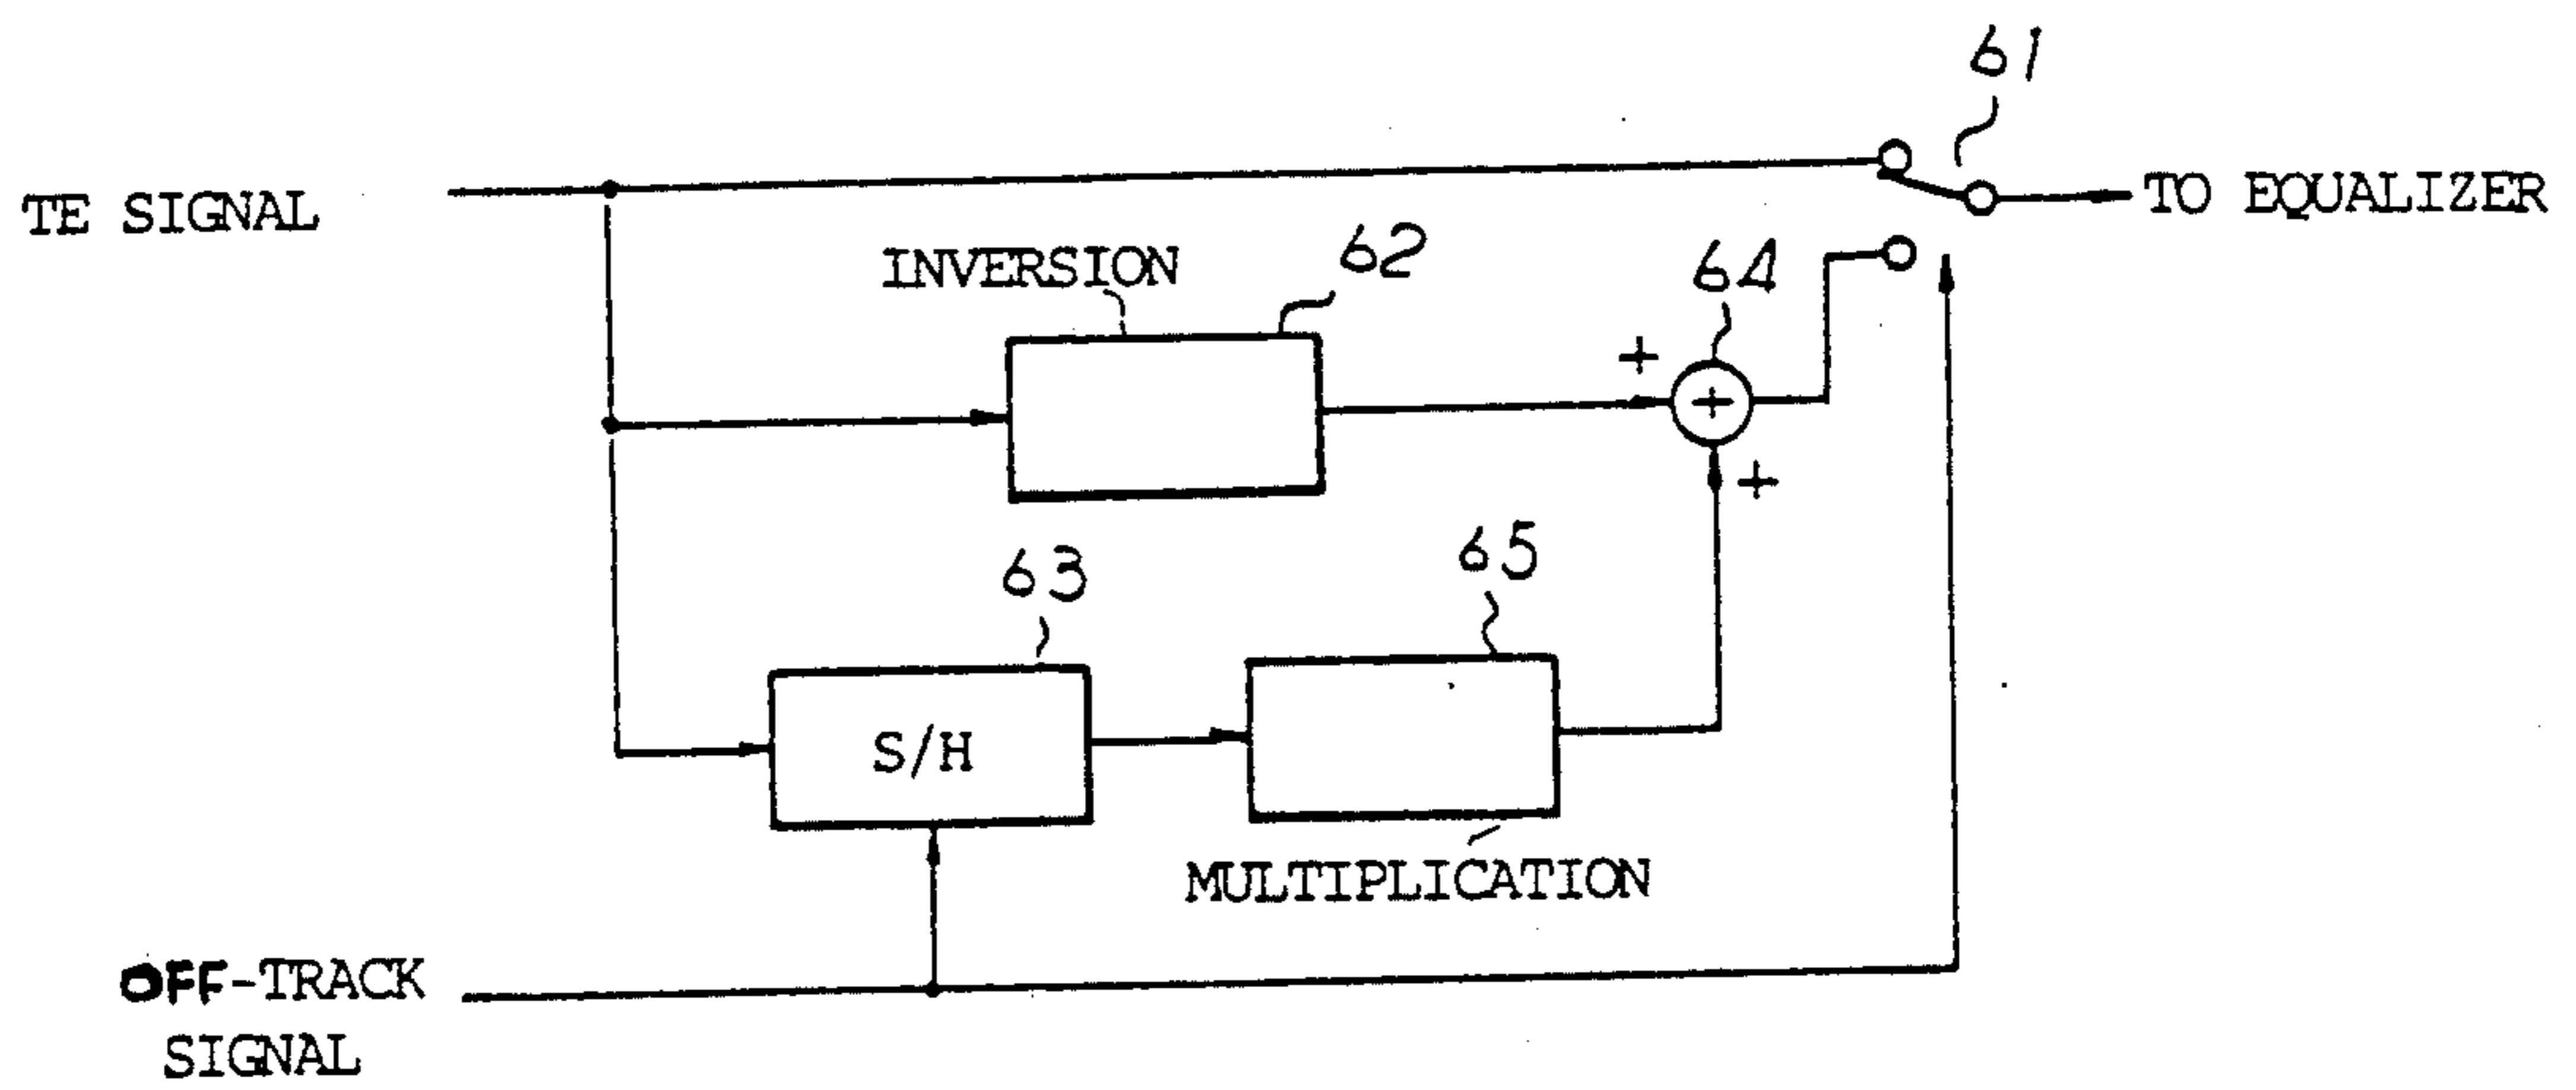 61
TE SIGNAL
TO EQUALIZER
INVERSION
62
64
+
+
+
63
65
S/H
MULTIPLICATION
OFF-TRACK
SIGNAL